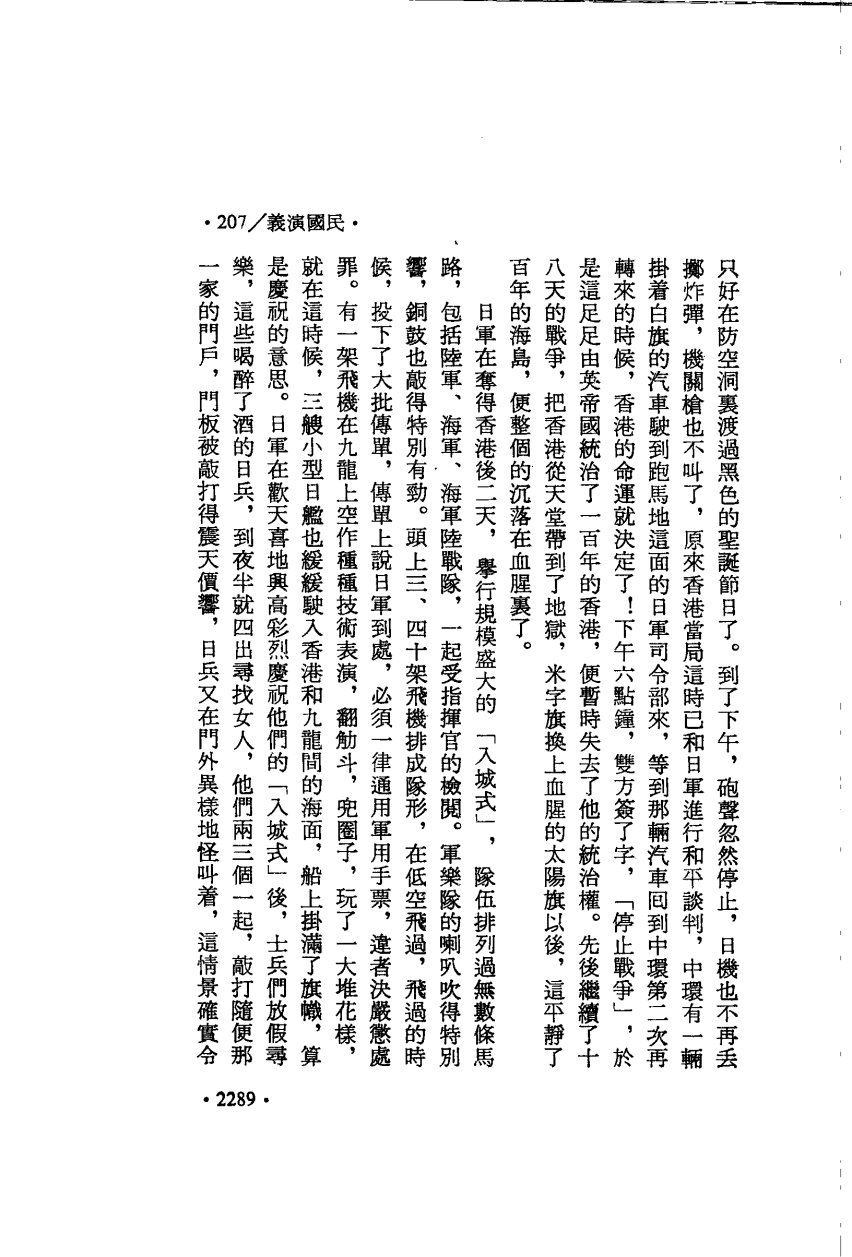 ·207／義演國民·
只好在防空洞裏渡過黑色的聖誕節日了。到了下午，砲聲忽然停止，日機也不再丢
擲炸彈，機關槍也不叫了，原來香港當局這時已和日軍進行和平談判，中環有一輛
掛着白旗的汽車駛到跑馬地這面的日軍司令部來，等到那輛汽車回到中環第二次再
轉來的時候，香港的命運就決定了！下午六點鐘，雙方簽了字，「停止戰爭」，於
是這足足由英帝國統治了一百年的香港，便暫時失去了他的統治權。先後繼續了十
八天的戰爭，把香港從天堂帶到了地獄，米字旗換上血腥的太陽旗以後，這平靜了
百年的海島，便整個的沉落在血腥裏了。
日軍在奪得香港後二天，舉行規模盛大的「入城式」，隊伍排列過無數條馬
路，包括陸軍、海軍、海軍陸戰隊，一起受指揮官的檢閱。軍樂隊的喇叭吹得特別
響，銅鼓也敲得特別有勁。頭上三、四十架飛機排成隊形，在低空飛過，飛過的時
候，投下了大批傳單，傳單上說日軍到處，必須一律通用軍用手票，違者決嚴懲處
罪。有一架飛機在九龍上空作種種技術表演，翻觔斗，兜圈子，玩了一大堆花樣，
就在這時候，三艘小型日艦也緩緩駛入香港和九龍間的海面，船上掛滿了旗幟，算
是慶祝的意思。日軍在歡天喜地興高彩烈慶祝他們的「入城式」後，士兵們放假尋
樂，這些喝醉了酒的日兵，到夜半就四出尋找女人，他們兩三個一起，敲打隨便那
一家的門戶，門板被敲打得震天價響，日兵又在門外異樣地怪叫着，這情景確實令
·2289·